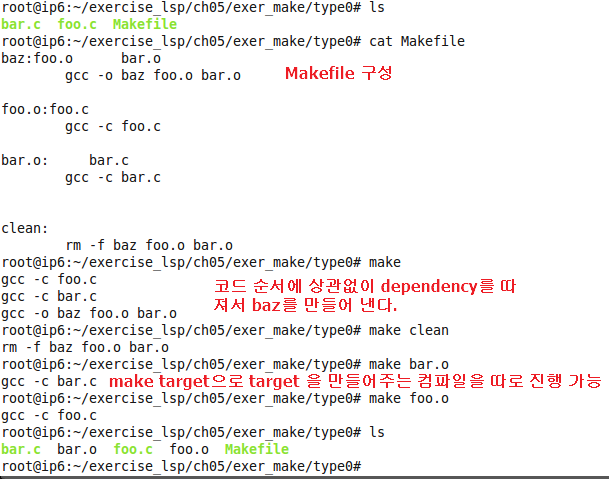 root@ip6:~/exercise_lsp/ch05/exer_make/type0# ls
bar.c  foo.c  Makefile
root@ip6:~/exercise_lsp/ch05/exer_make/type0# cat Makefile
baz:foo.o      bar.o
        gcc -o baz foo.o bar.o
Makefile 구성
foo.o:foo.c
        gcc -c foo.c
bar.o:     bar.c
        gcc -c bar.c
clean:
        rm -f baz foo.o bar.o
root@ip6:~/exercise_lsp/ch05/exer_make/type0# make
gcc -c foo.c
gcc -c bar.c
gcc -o baz foo.o bar.o
코드 순서에 상관없이 dependency를 따
져서 baz를 만들어 낸다.
root@ip6:~/exercise_lsp/ch05/exer_make/type0# make clean
rm -f baz foo.o bar.o
root@ip6:~/exercise_lsp/ch05/exer_make/type0# make bar.o
gcc -c bar.c
make target으로 target 을 만들어주는 컴파일을 따로 진행 가능
root@ip6:~/exercise_lsp/ch05/exer_make/type0# make foo.o
gcc -c foo.c
root@ip6:~/exercise_lsp/ch05/exer_make/type0# ls
bar.c  bar.o  foo.c  foo.o  Makefile
root@ip6:~/exercise_lsp/ch05/exer_make/type0#